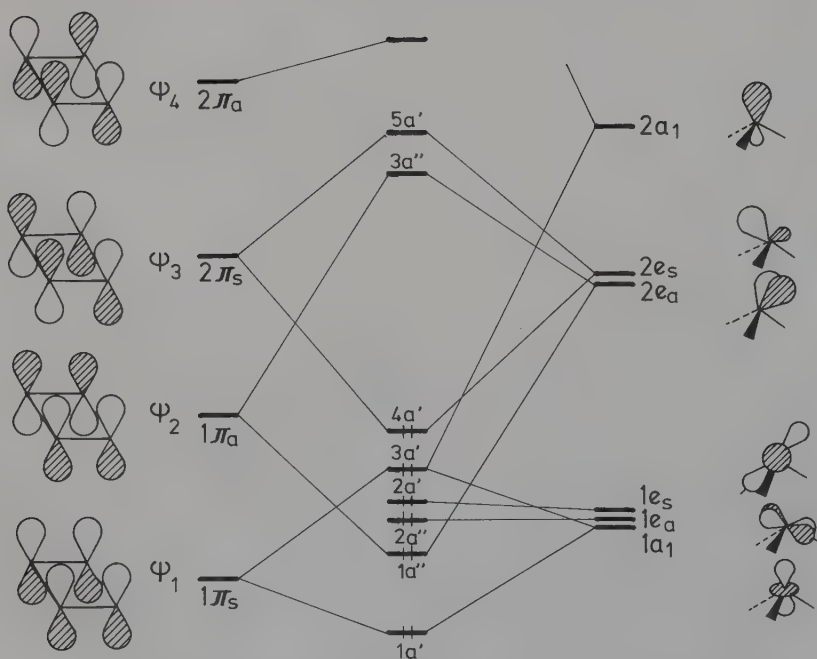 ψ₄
2πₐ
5a'
3a"
2a₁
ψ₃
2πₛ
2eₛ
2eₐ
ψ₂
1πₐ
4a'
3a'
2a'
2a"
1a"
1eₛ
1eₐ
1a₁
ψ₁
1πₛ
1a'